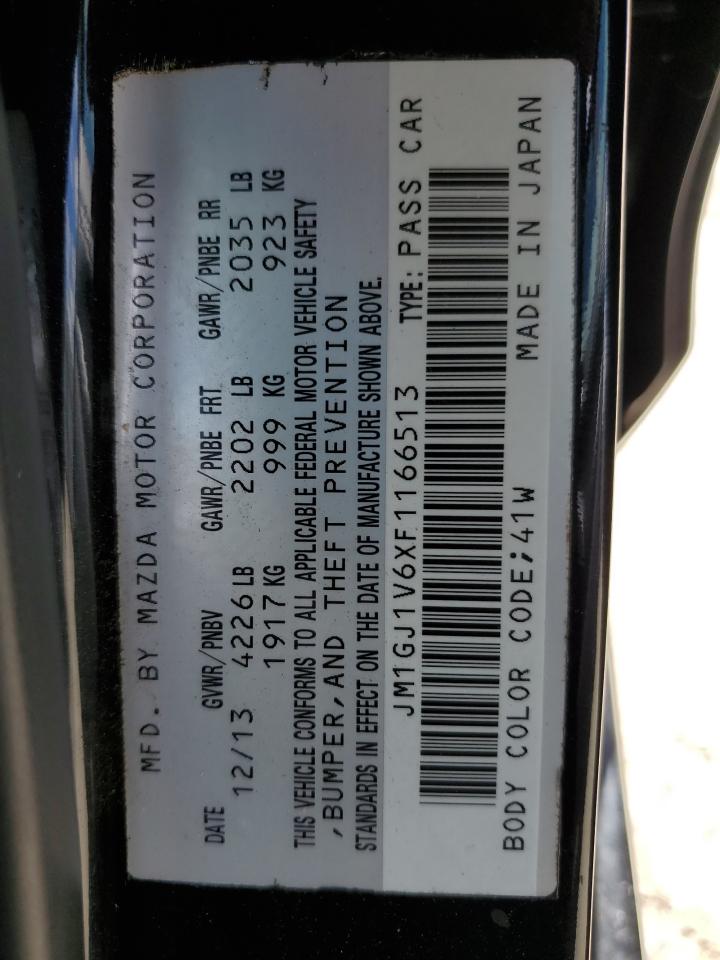 MFD. BY MAZDA MOTOR CORPORATION
DATE GVWR/PNBV GAWR/PNBE FRT GAWR/PNBE RR
12/13 4226 LB 2202 LB 2035 LB
1917 KG 999 KG 923 KG
THIS VEHICLE CONFORMS TO ALL APPLICABLE FEDERAL MOTOR VEHICLE SAFETY
,BUMPER,AND THEFT PREVENTION
STANDARDS IN EFFECT ON THE DATE OF MANUFACTURE SHOWN ABOVE.
JM1GJ1V6XF1166513 TYPE: PASS CAR
BODY COLOR CODE;41W MADE IN JAPAN